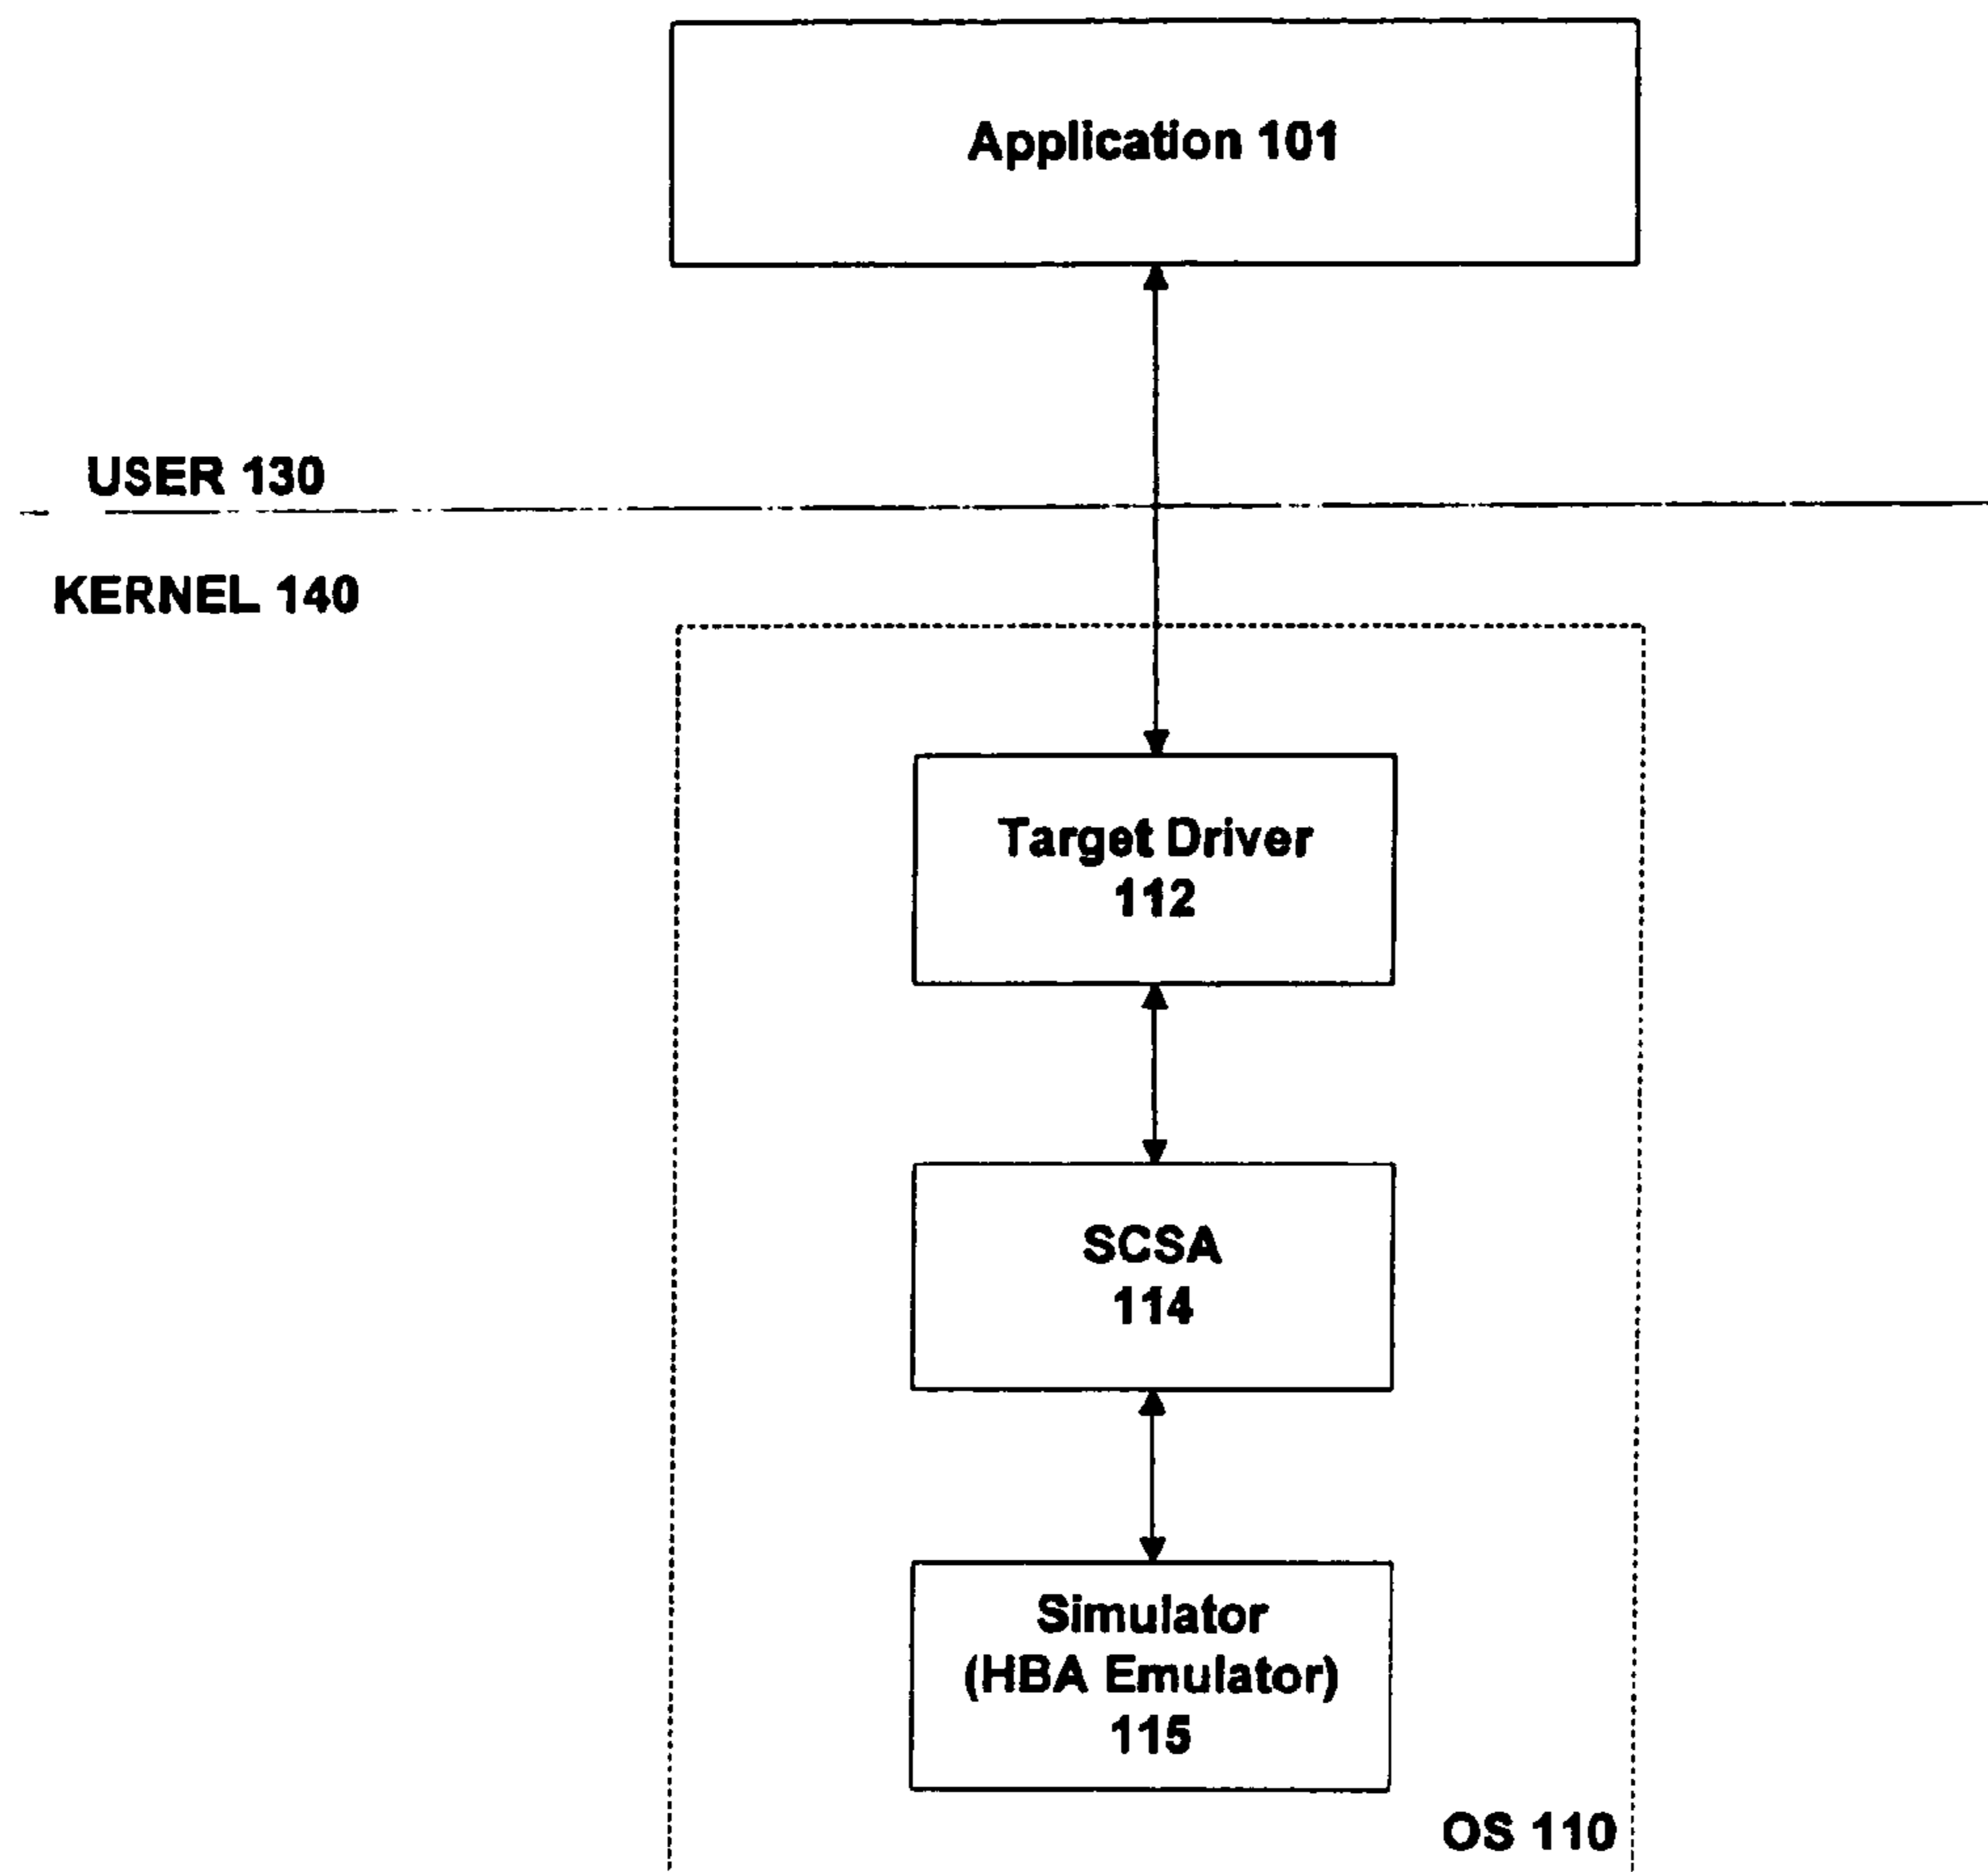 Application 101
USER 130
KERNEL 140
Target Driver
112
SCSA
114
Simulator
(HBA Emulator)
115
OS 110